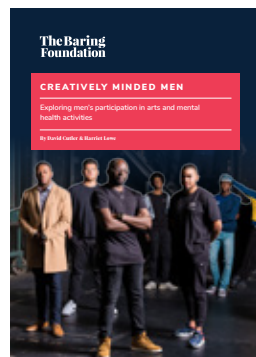 The Baring
Foundation
CREATIVELY MINDED MEN
Exploring men's participation in arts and mental
health activities
By David Cutler & Harriet Lowe